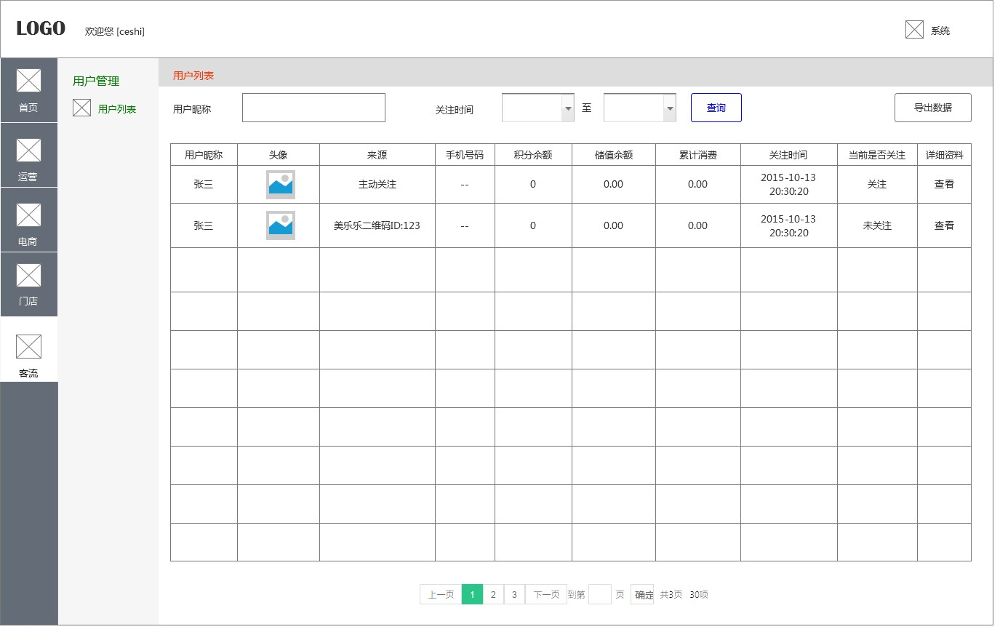 LOGO
欢迎您 [ceshi]
系统
首页
运营
电商
门店
客流
用户管理
用户列表
用户列表
用户昵称
关注时间
至
查询
导出数据
用户昵称 头像 来源 手机号码 积分余额 储值余额 累计消费 关注时间 当前是否关注 详细资料
张三 主动关注 -- 0 0.00 0.00 2015-10-13 20:30:20 关注 查看
张三 美乐乐二维码ID:123 -- 0 0.00 0.00 2015-10-13 20:30:20 未关注 查看
上一页 1 2 3 下一页 到第 页 确定 共3页 30项